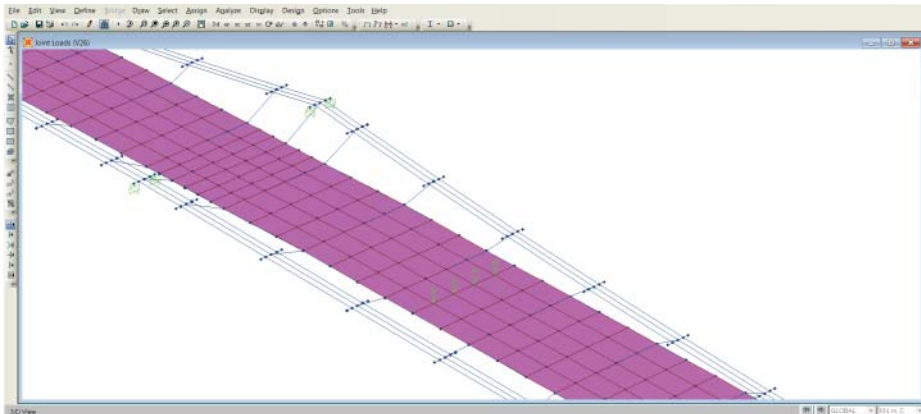 File Edit View Define Bridge Draw Select Assign Analyze Display Design Options Tools Help
Joint Loads (V26)
3-D View
GLOBAL